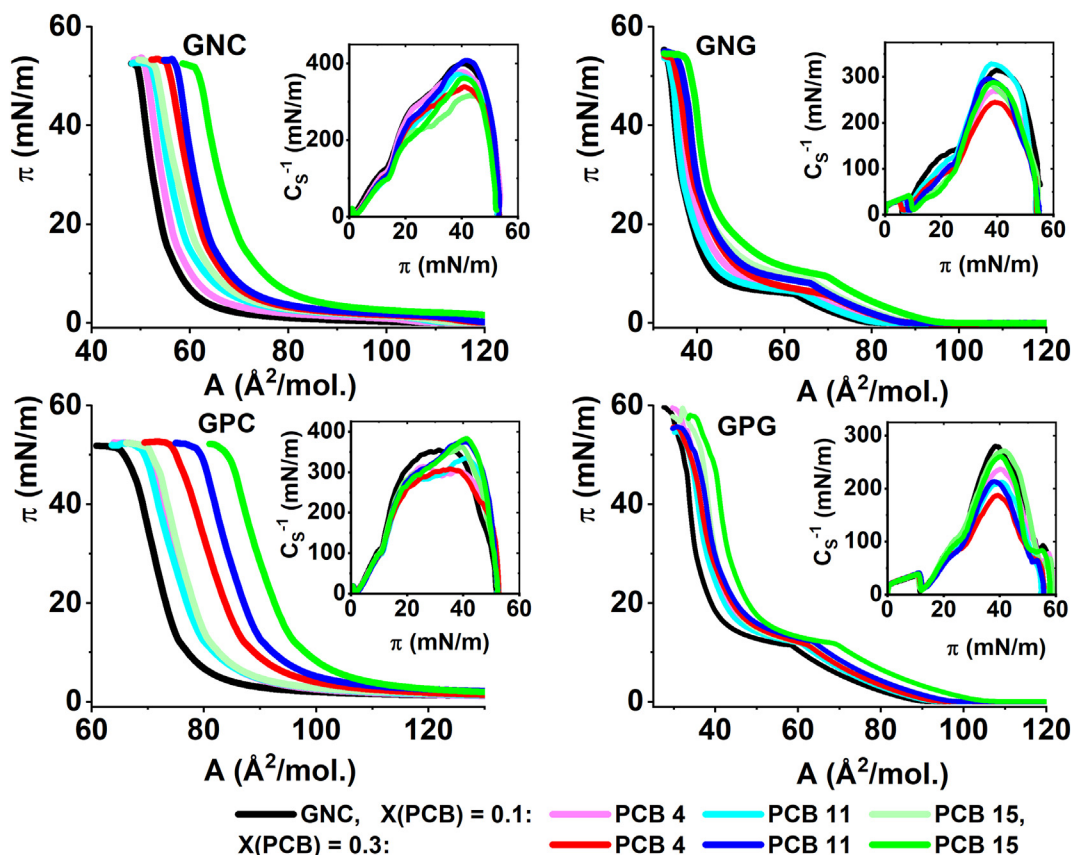 60
40
20
0
π (mN/m)
GNC
40 60 80 100 120
A (Å²/mol.)
400
300
200
100
0
Cₛ⁻¹ (mN/m)
0 20 40 60
π (mN/m)
60
40
20
0
π (mN/m)
GNG
40 60 80 100 120
A (Å²/mol.)
300
200
100
0
Cₛ⁻¹ (mN/m)
0 20 40 60
π (mN/m)
60
40
20
0
π (mN/m)
GPC
60 80 100 120
A (Å²/mol.)
400
300
200
100
0
Cₛ⁻¹ (mN/m)
0 20 40 60
π (mN/m)
60
40
20
0
π (mN/m)
GPG
40 60 80 100 120
A (Å²/mol.)
300
200
100
0
Cₛ⁻¹ (mN/m)
0 20 40 60
π (mN/m)
GNC, X(PCB) = 0.1: PCB 4 PCB 11 PCB 15,
X(PCB) = 0.3: PCB 4 PCB 11 PCB 15